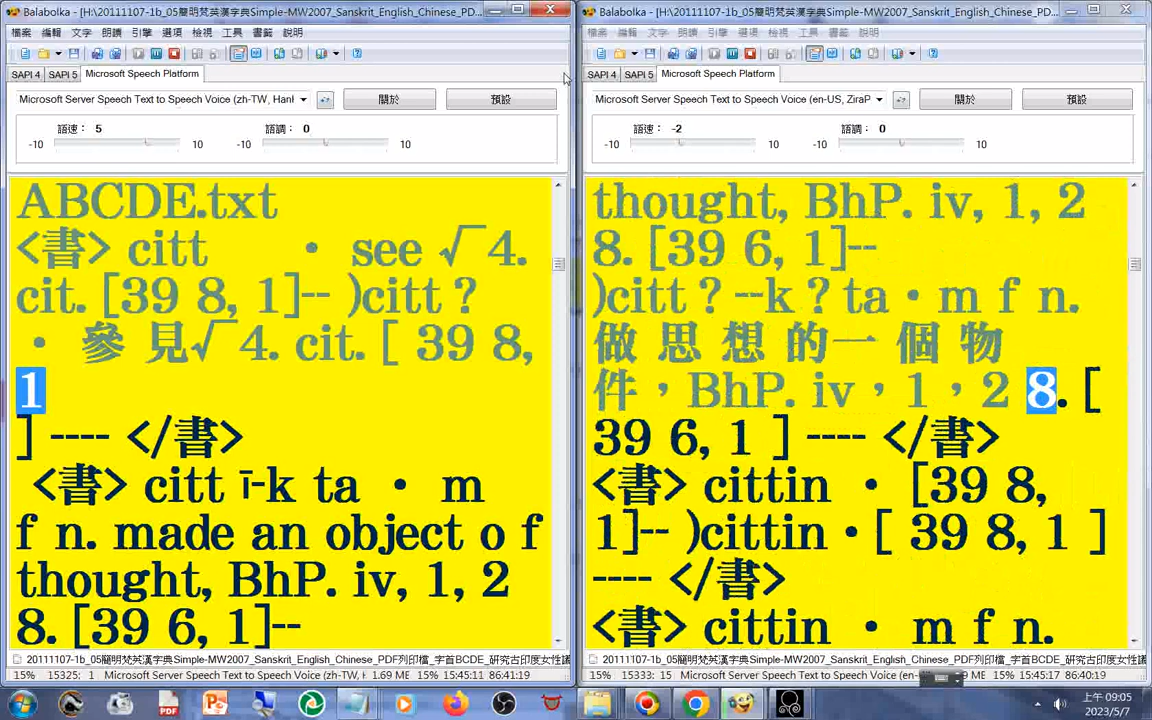 Balabolka - [H:\20111107-1b_05簡明梵英漢字典Simple-MW2007_Sanskrit_English_Chinese_PD...
檔案 編輯 文字 朗讀 引擎 選項 檢視 工具 書籤 說明
SAPI 4 SAPI 5 Microsoft Speech Platform
Microsoft Server Speech Text to Speech Voice (zh-TW, HanH 關於 預設
語速： 5 語調： 0
-10 10 -10 10
ABCDE.txt
<書> citt • see √ 4.
cit. [39 8, 1]-- )citt ?
• 參 見√ 4. cit. [ 39 8,
1
] ---- </書>
<書> citt ī-k ta • m
f n. made an object o f
thought, BhP. iv, 1, 2
8. [39 6, 1]--
20111107-1b_05簡明梵英漢字典Simple-MW2007_Sanskrit_English_Chinese_PDF列印檔_字首BCDE_研究古印度女性議
15% 15325: 1 Microsoft Server Speech Text to Speech Voice (zh-TW, H 1.69 MB 15% 15:45:11 86:41:19
Balabolka - [H:\20111107-1b_05簡明梵英漢字典Simple-MW2007_Sanskrit_English_Chinese_PD...
檔案 編輯 文字 朗讀 引擎 選項 檢視 工具 書籤 說明
SAPI 4 SAPI 5 Microsoft Speech Platform
Microsoft Server Speech Text to Speech Voice (en-US, ZiraP 關於 預設
語速： -2 語調： 0
-10 10 -10 10
thought, BhP. iv, 1, 2
8. [39 6, 1]--
)citt ? --k ? ta • m f n.
做 思 想 的一 個 物
件，BhP. iv，1，2 8. [
39 6, 1 ] ---- </書>
<書> cittin • [39 8,
1]-- )cittin •[ 39 8, 1 ]
---- </書>
<書> cittin • m f n.
20111107-1b_05簡明梵英漢字典Simple-MW2007_Sanskrit_English_Chinese_PDF列印檔_字首BCDE_研究古印度女性議
15% 15333: 15 Microsoft Server Speech Text to Speech Voice (en-US, ME 15% 15:45:17 86:40:19
上午 09:05
2023/5/7